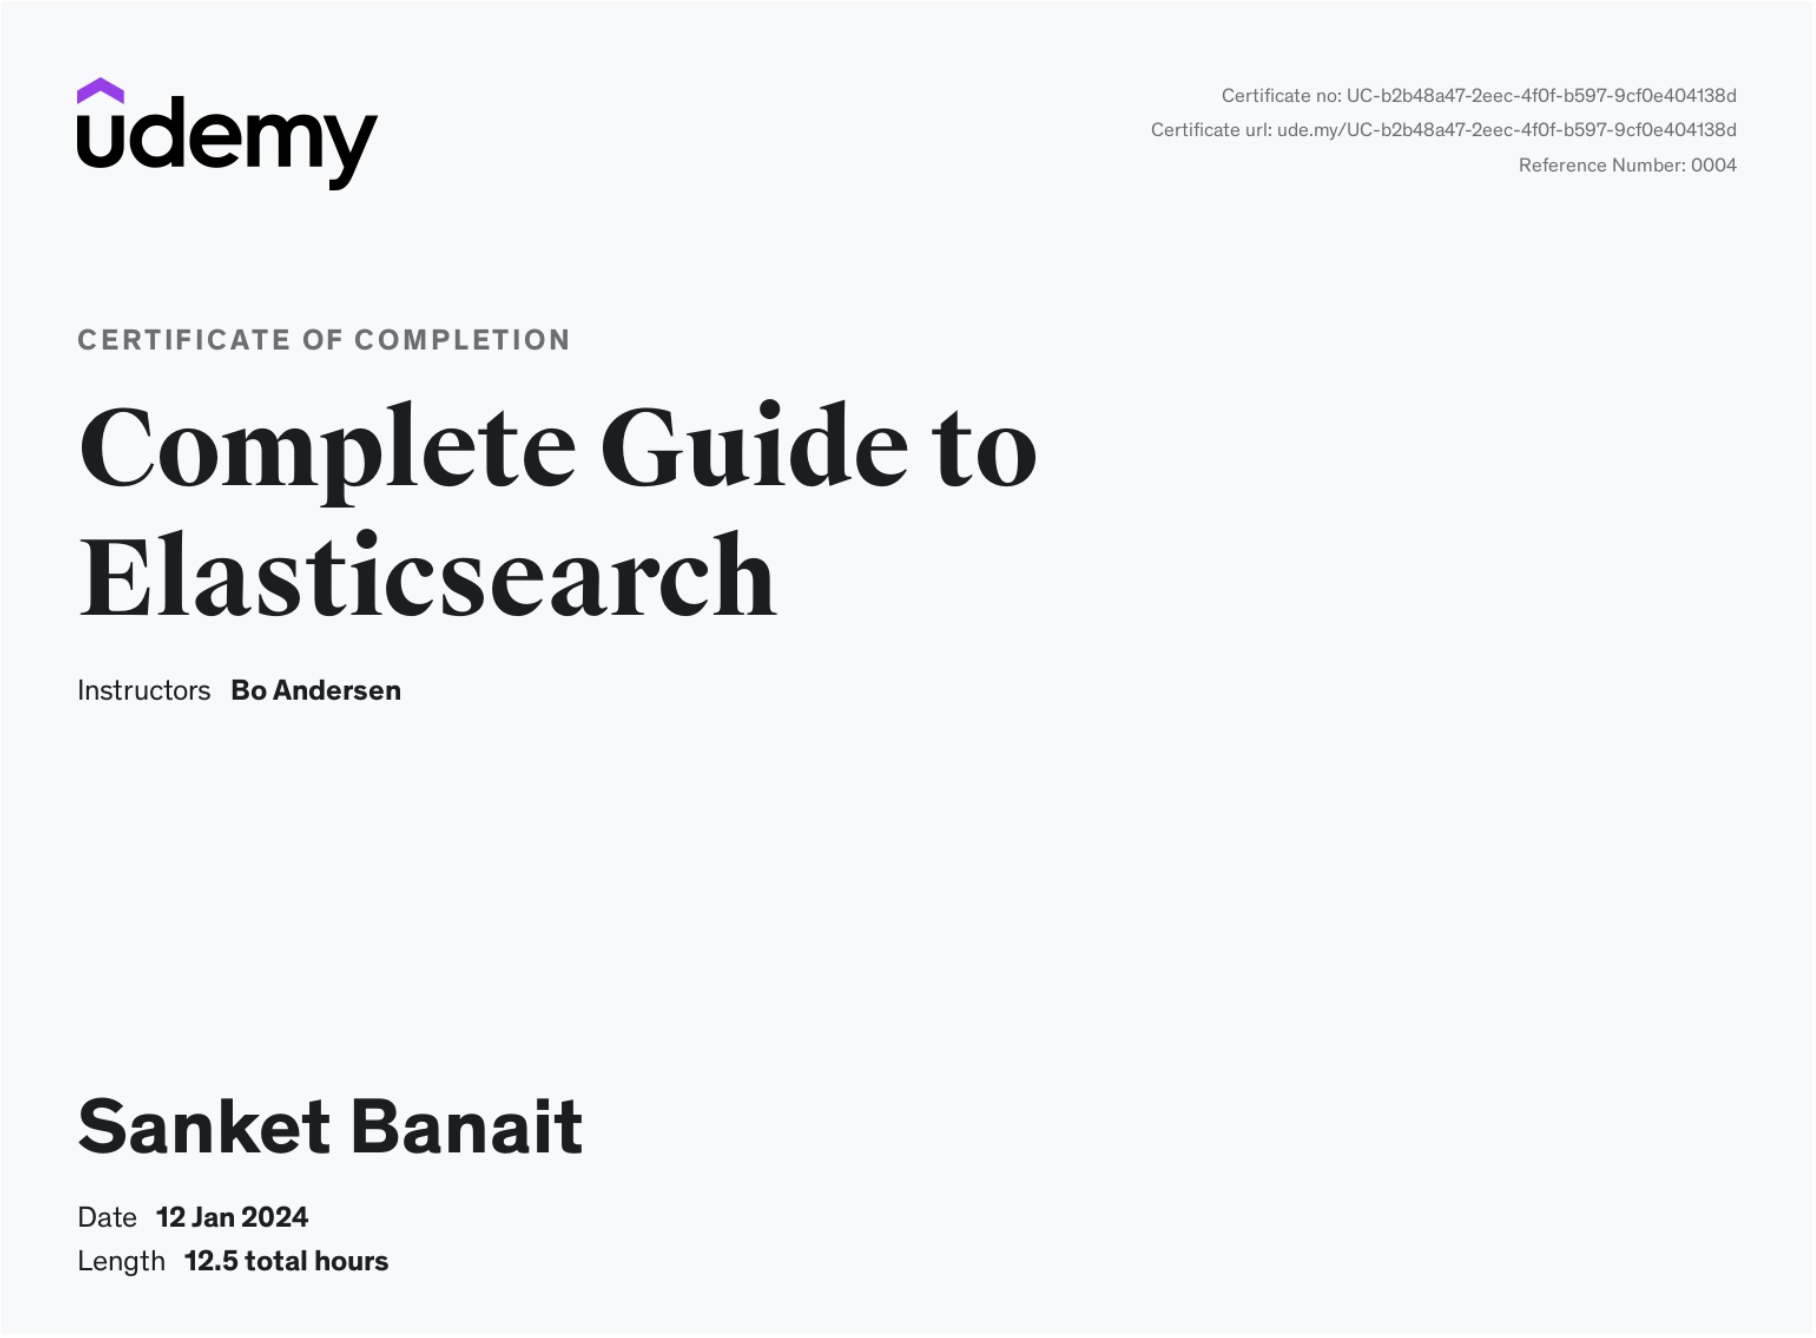 udemy
Certificate no: UC-b2b48a47-2eec-4f0f-b597-9cf0e404138d
Certificate url: ude.my/UC-b2b48a47-2eec-4f0f-b597-9cf0e404138d
Reference Number: 0004
CERTIFICATE OF COMPLETION
Complete Guide to
Elasticsearch
Instructors Bo Andersen
Sanket Banait
Date 12 Jan 2024
Length 12.5 total hours